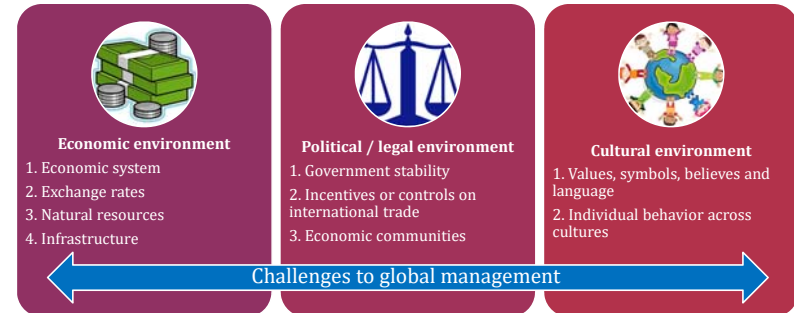 Economic environment
1. Economic system
2. Exchange rates
3. Natural resources
4. Infrastructure
Political / legal environment
1. Government stability
2. Incentives or controls on
international trade
3. Economic communities
Cultural environment
1. Values, symbols, believes and
language
2. Individual behavior across
cultures
Challenges to global management